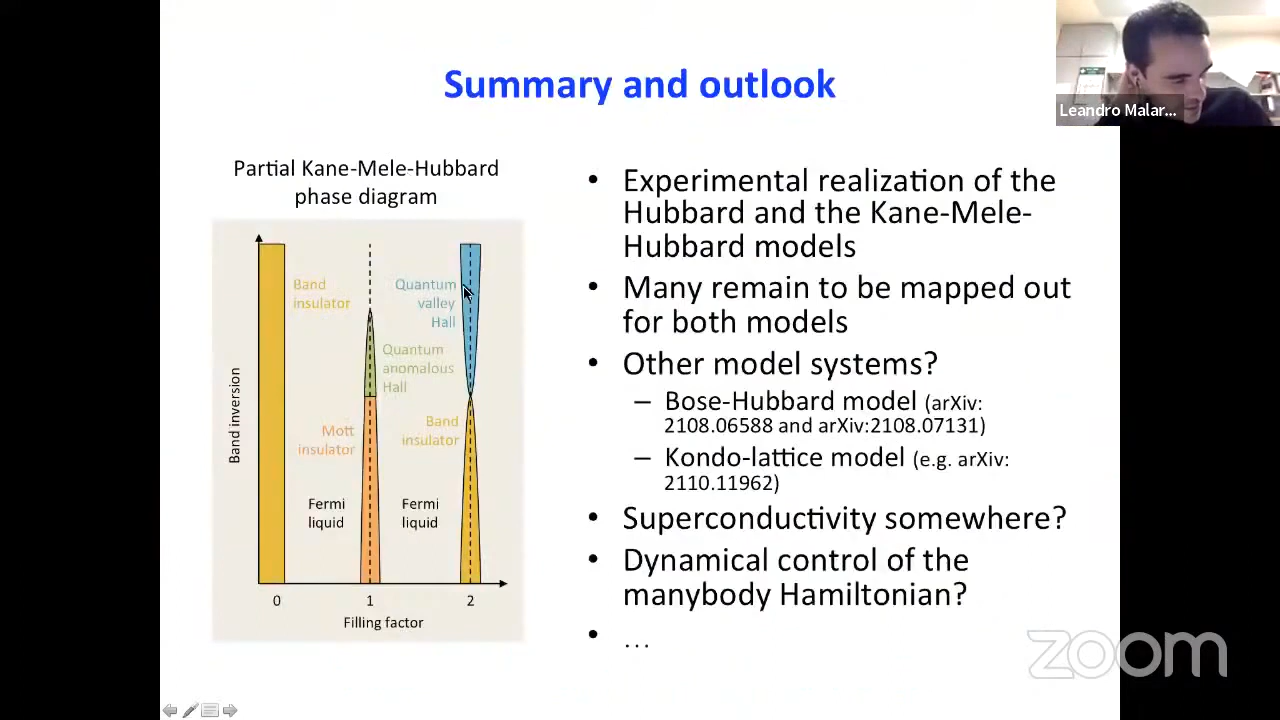 Summary and outlook
Leandro Malar...
Partial Kane-Mele-Hubbard
phase diagram
Band inversion
Band
insulator
Quantum
valley
Hall
Quantum
anomalous
Hall
Mott
insulator
Band
insulator
Fermi
liquid
Fermi
liquid
0
1
2
Filling factor
• Experimental realization of the
Hubbard and the Kane-Mele-
Hubbard models
• Many remain to be mapped out
for both models
• Other model systems?
– Bose-Hubbard model (arXiv:
2108.06588 and arXiv:2108.07131)
– Kondo-lattice model (e.g. arXiv:
2110.11962)
• Superconductivity somewhere?
• Dynamical control of the
manybody Hamiltonian?
• ...
zoom